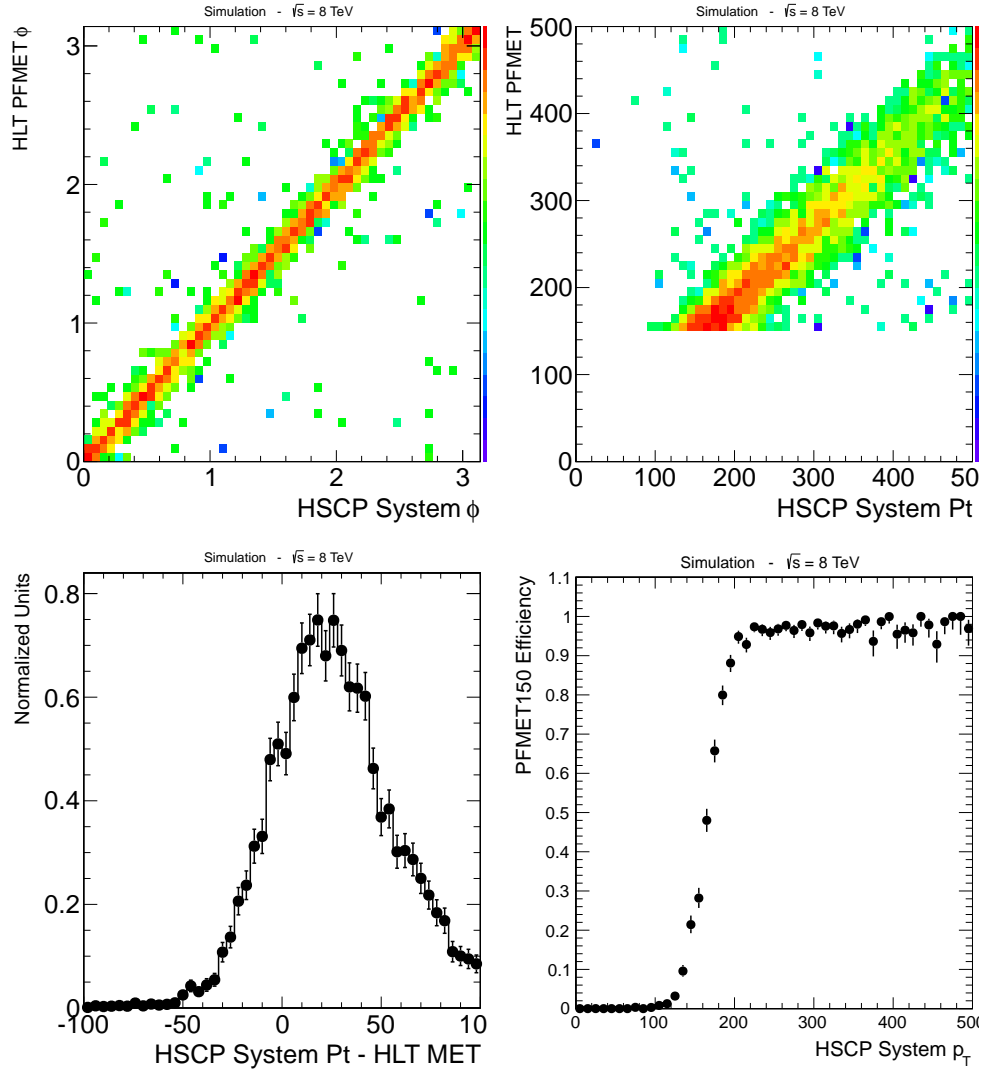 Simulation - √s = 8 TeV
HLT PFMET ϕ
3
2
1
0
0 1 2 3
HSCP System ϕ
Simulation - √s = 8 TeV
HLT PFMET
500
400
300
200
100
0
0 100 200 300 400 50
HSCP System Pt
Simulation - √s = 8 TeV
Normalized Units
0.8
0.6
0.4
0.2
0
-100 -50 0 50 10
HSCP System Pt - HLT MET
Simulation - √s = 8 TeV
PFMET150 Efficiency
1.1
1
0.9
0.8
0.7
0.6
0.5
0.4
0.3
0.2
0.1
0
0 100 200 300 400 500
HSCP System p_T